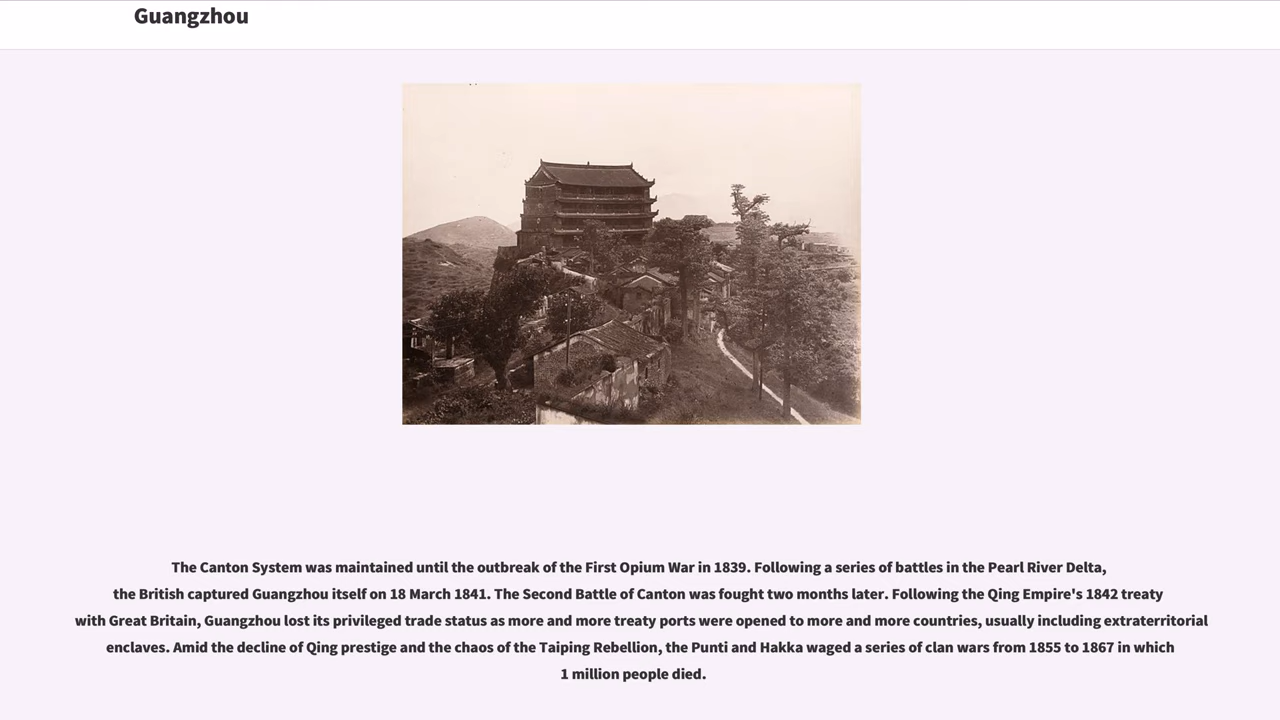 Guangzhou
The Canton System was maintained until the outbreak of the First Opium War in 1839. Following a series of battles in the Pearl River Delta,
the British captured Guangzhou itself on 18 March 1841. The Second Battle of Canton was fought two months later. Following the Qing Empire's 1842 treaty
with Great Britain, Guangzhou lost its privileged trade status as more and more treaty ports were opened to more and more countries, usually including extraterritorial
enclaves. Amid the decline of Qing prestige and the chaos of the Taiping Rebellion, the Punti and Hakka waged a series of clan wars from 1855 to 1867 in which
1 million people died.